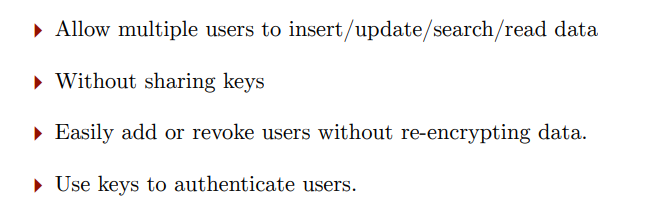 Allow multiple users to insert/update/search/read data
Without sharing keys
Easily add or revoke users without re-encrypting data.
Use keys to authenticate users.